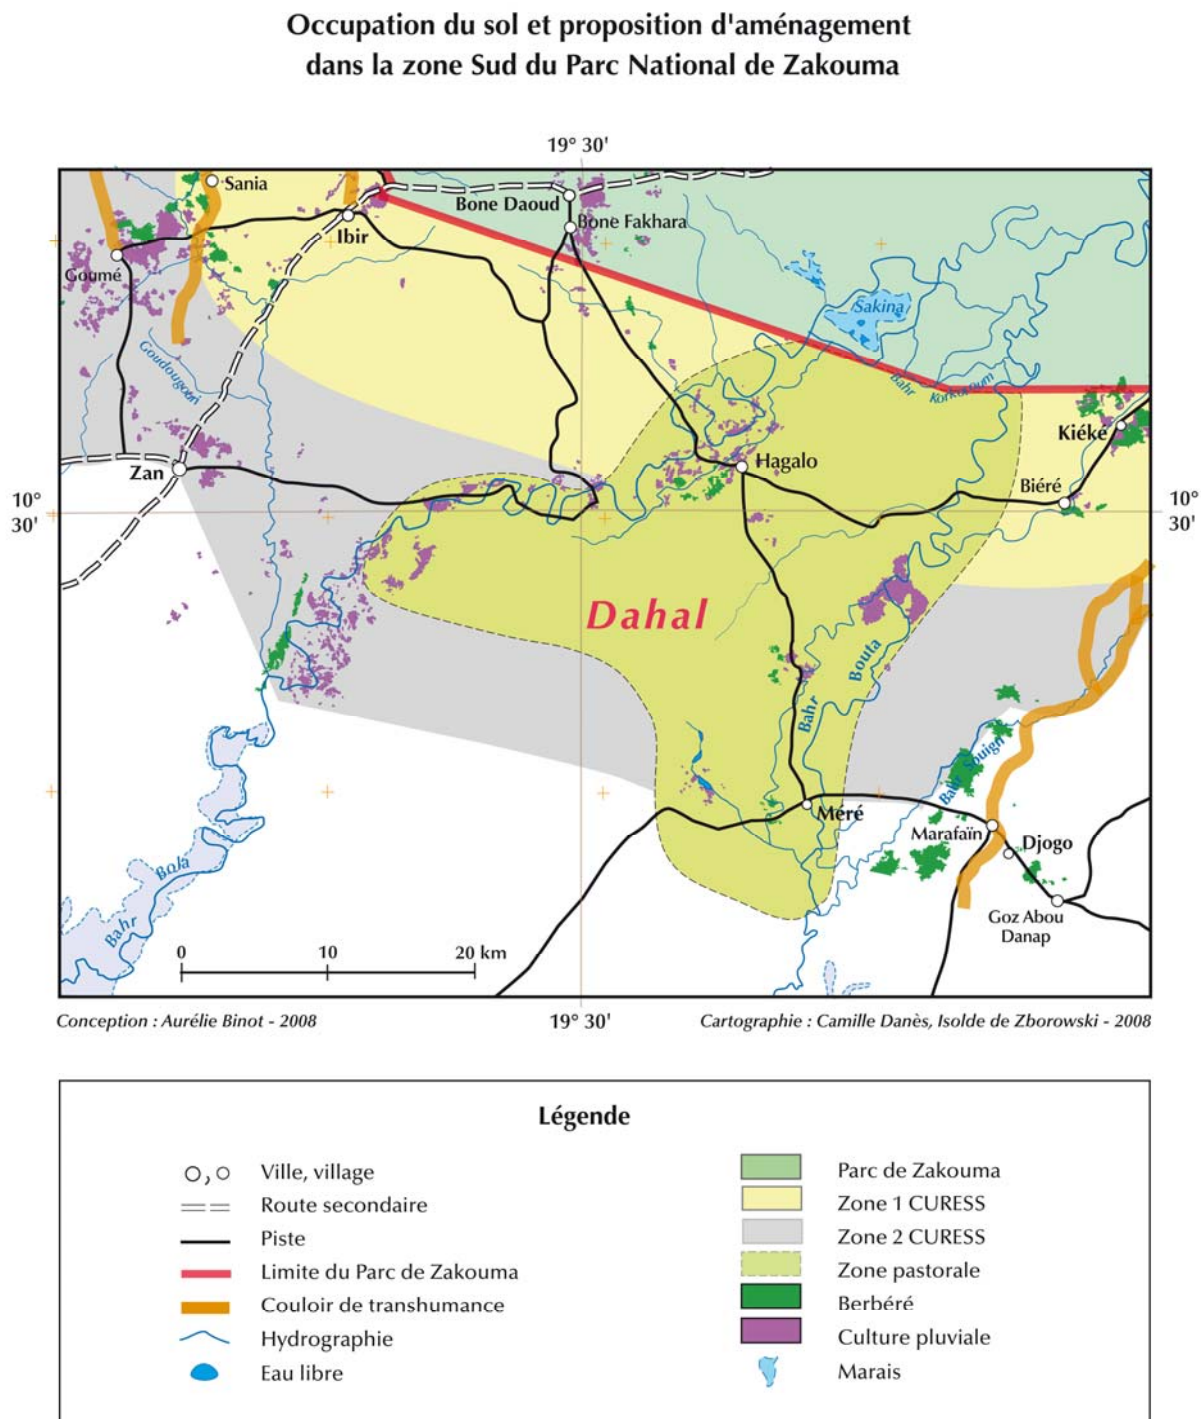 Occupation du sol et proposition d'aménagement
dans la zone Sud du Parc National de Zakouma
19° 30'
Sania
Bone Daoud
Bone Fakhara
Ibir
Goumé
Sakina
Goudougouri
Bahr Korkoroum
Kiéké
Zan
Hagalo
Biéré
10°
30'
10°
30'
Dahal
Bahr Bouta
Bahr Souign
Méré
Marafaïn
Djogo
Bahr Bola
Goz Abou
Danap
0 10 20 km
Conception : Aurélie Binot - 2008
19° 30'
Cartographie : Camille Danès, Isolde de Zborowski - 2008
Légende
Ville, village
Route secondaire
Piste
Limite du Parc de Zakouma
Couloir de transhumance
Hydrographie
Eau libre
Parc de Zakouma
Zone 1 CURESS
Zone 2 CURESS
Zone pastorale
Berbéré
Culture pluviale
Marais